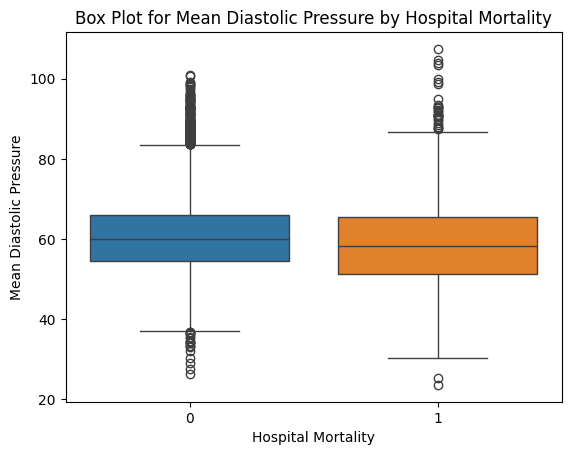 Box Plot for Mean Diastolic Pressure by Hospital Mortality
Mean Diastolic Pressure
100
80
60
40
20
0 1
Hospital Mortality